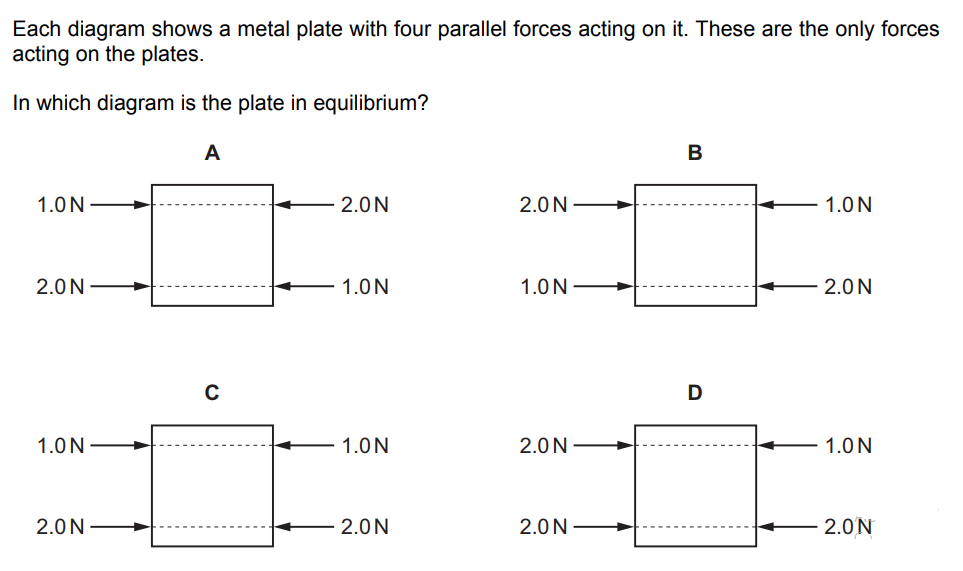 Each diagram shows a metal plate with four parallel forces acting on it. These are the only forces
acting on the plates.
In which diagram is the plate in equilibrium?
A
B
1.0 N 2.0 N 2.0 N 1.0 N
2.0 N 1.0 N 1.0 N 2.0 N
C
D
1.0 N 1.0 N 2.0 N 1.0 N
2.0 N 2.0 N 2.0 N 2.0 N